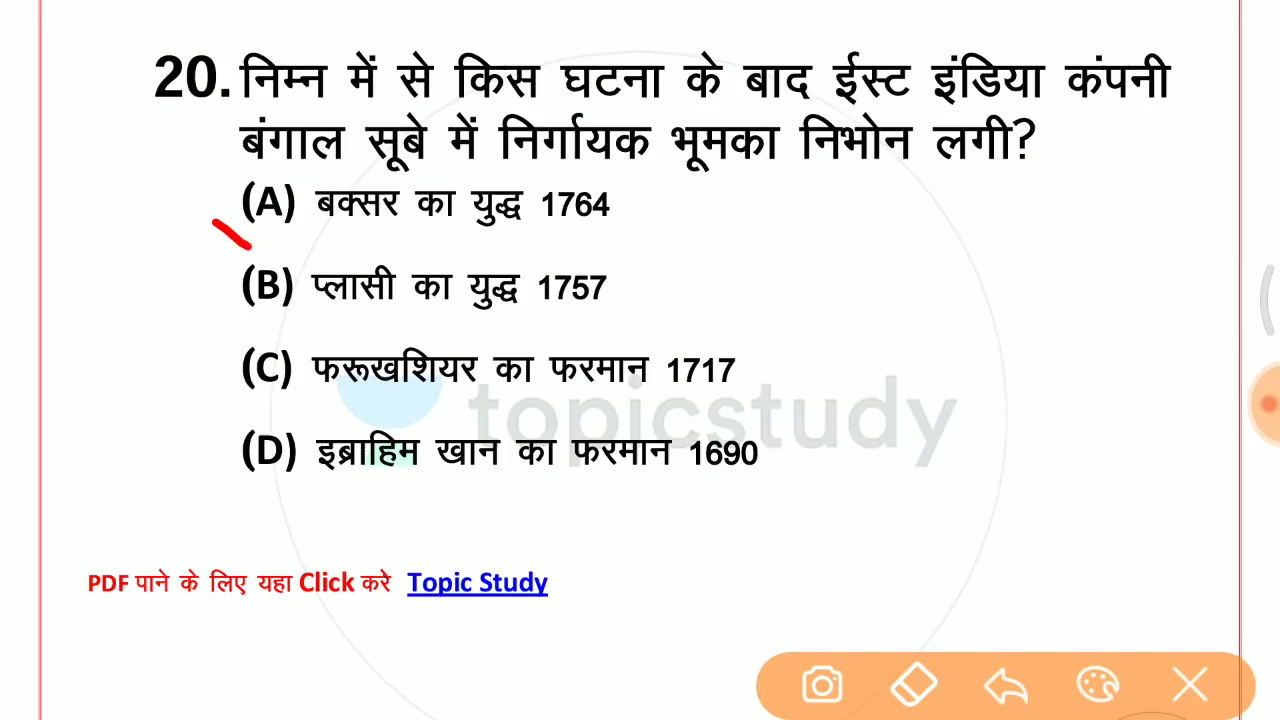 20. निम्न में से किस घटना के बाद ईस्ट इंडिया कंपनी
बंगाल सूबे में निर्गायक भूमका निभोन लगी?
(A) बक्सर का युद्ध 1764
(B) प्लासी का युद्ध 1757
(C) फरूखशियर का फरमान 1717
topicstudy
(D) इब्राहिम खान का फरमान 1690
PDF पाने के लिए यहा Click करे Topic Study